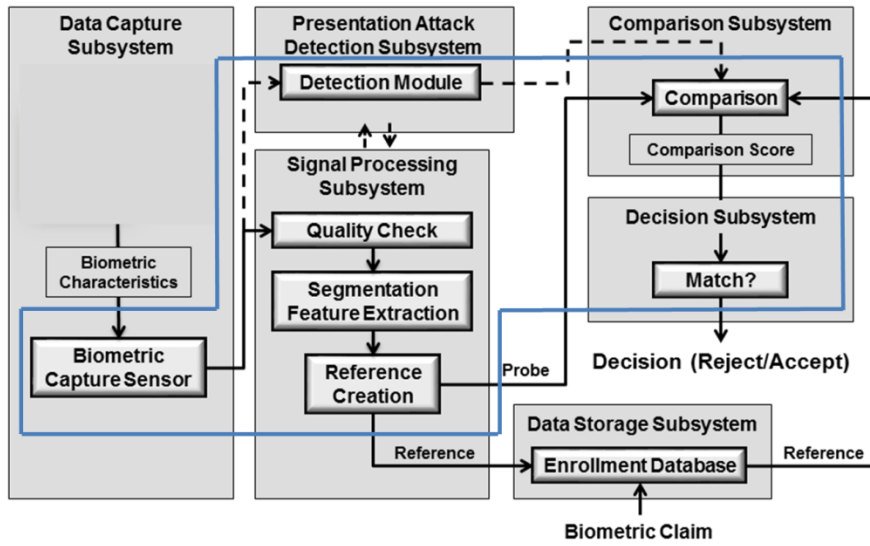 Data Capture
Subsystem
Biometric
Characteristics
Biometric
Capture Sensor
Presentation Attack
Detection Subsystem
Detection Module
Signal Processing
Subsystem
Quality Check
Segmentation
Feature Extraction
Reference
Creation
Probe
Reference
Comparison Subsystem
Comparison
Comparison Score
Decision Subsystem
Match?
Decision (Reject/Accept)
Data Storage Subsystem
Enrollment Database
Reference
Biometric Claim